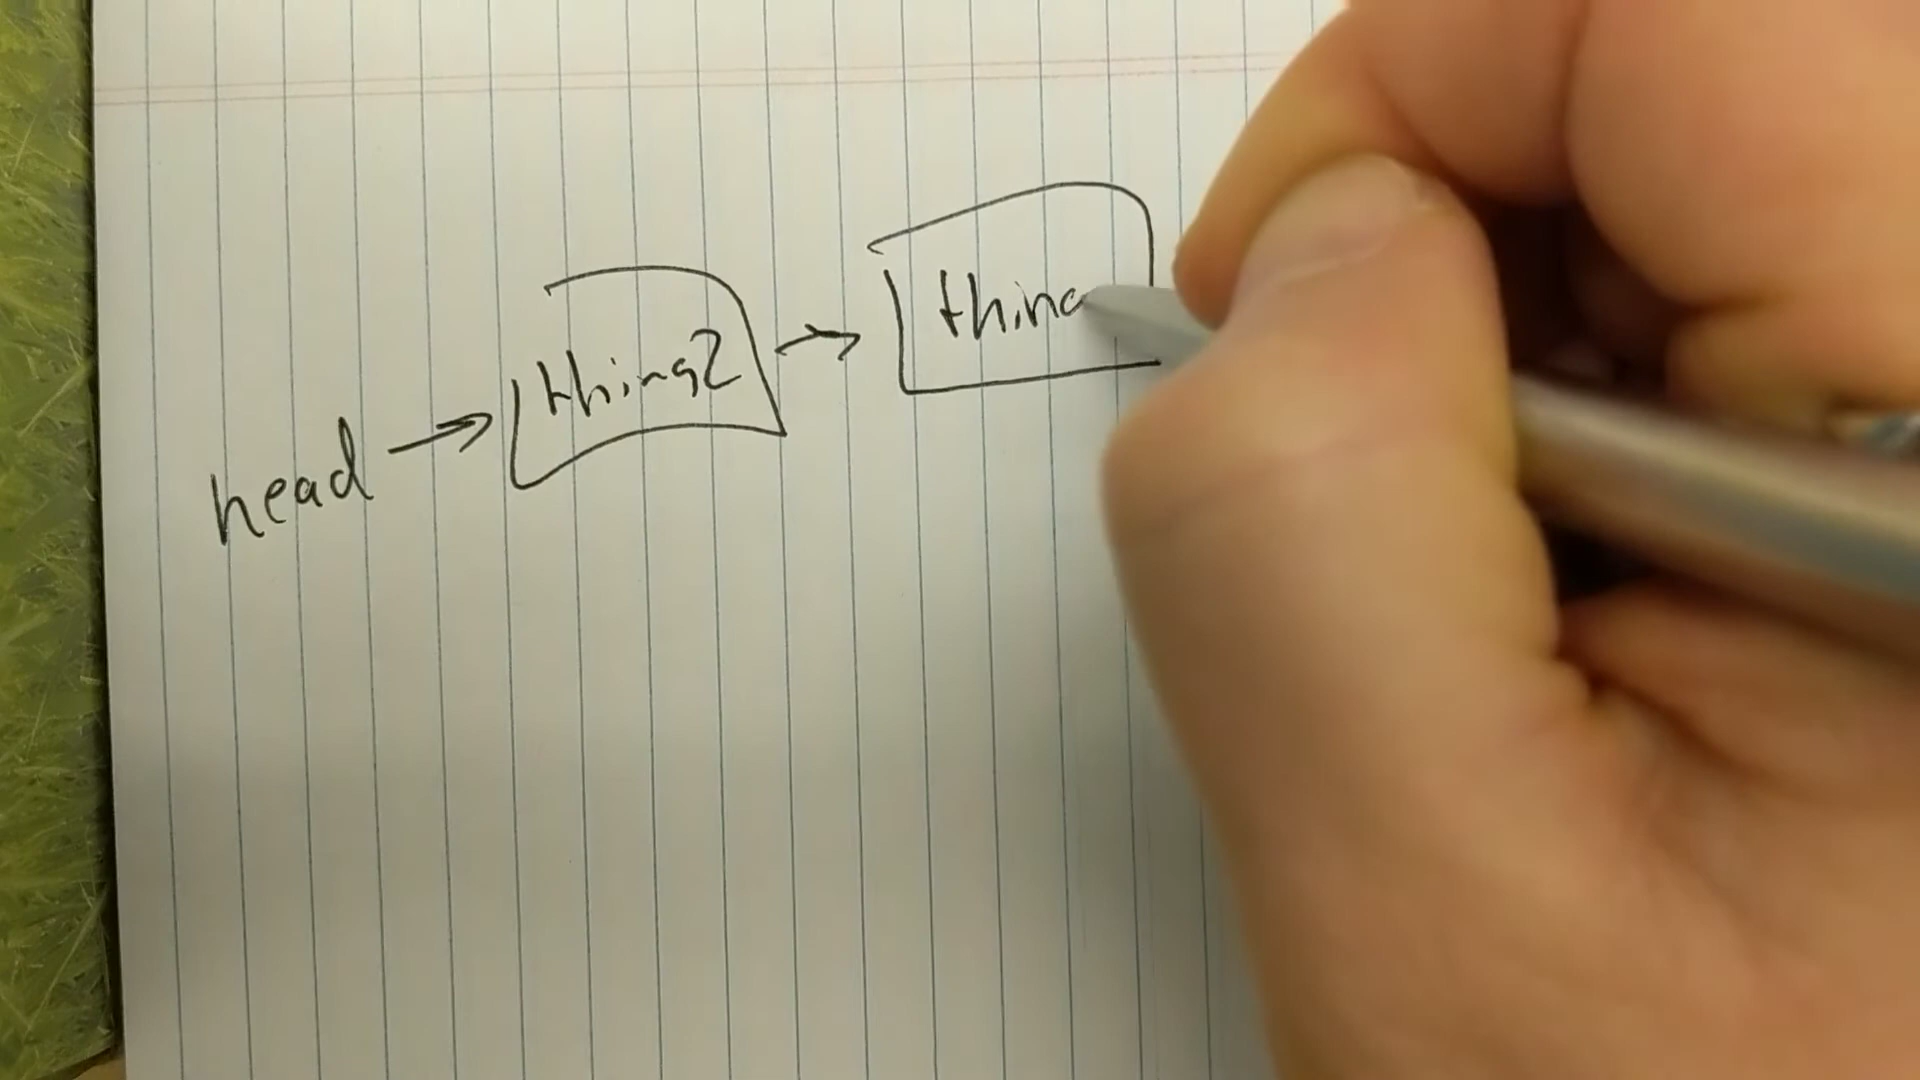 head → thing2 → thing